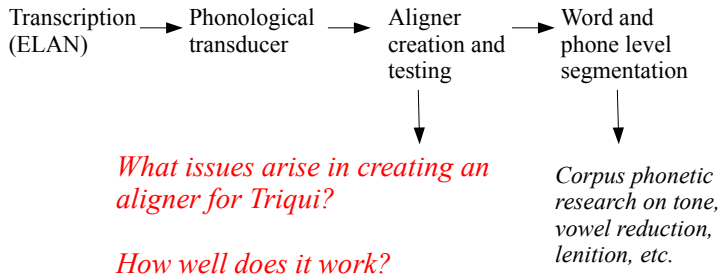 Transcription
(ELAN)
Phonological
transducer
Aligner
creation and
testing
Word and
phone level
segmentation
What issues arise in creating an
aligner for Triqui?
How well does it work?
Corpus phonetic
research on tone,
vowel reduction,
lenition, etc.